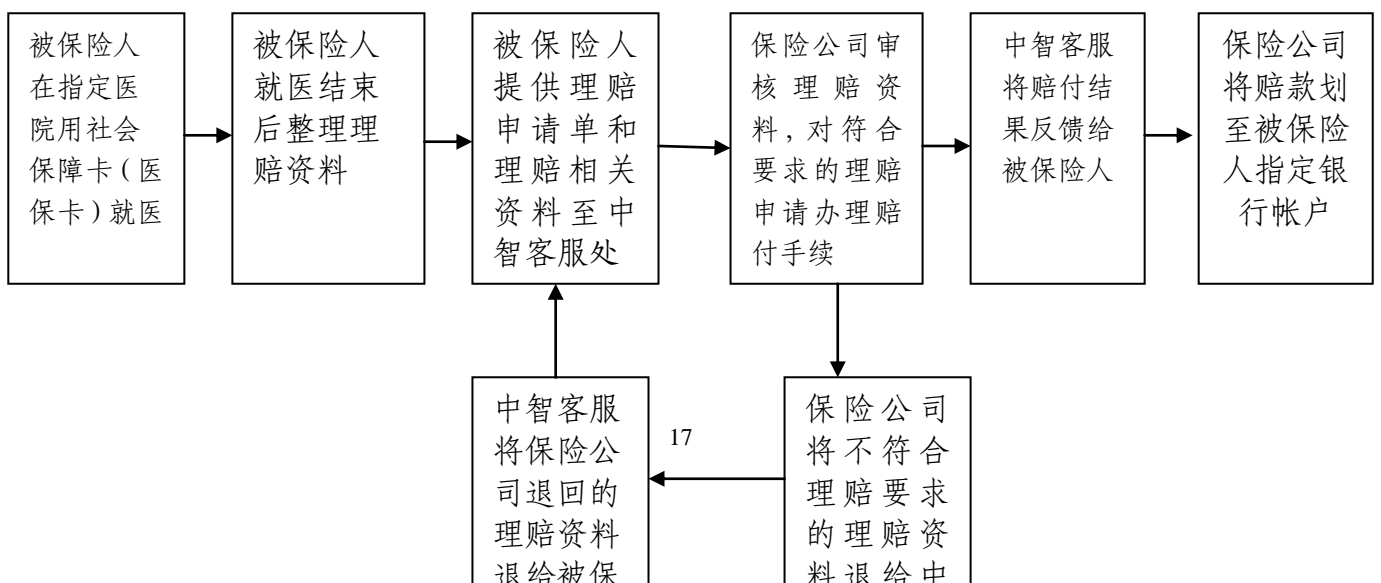 被保险人
在指定医
院用社会
保障卡（医
保卡）就医
被保险人
就医结束
后整理理
赔资料
被保险人
提供理赔
申请单和
理赔相关
资料至中
智客服处
保险公司审
核理赔资
料，对符合
要求的理赔
申请办理赔
付手续
中智客服
将赔付结
果反馈给
被保险人
保险公司
将赔款划
至被保险
人指定银
行帐户
中智客服
将保险公
司退回的
理赔资料
退给被保
17
保险公司
将不符合
理赔要求
的理赔资
料退给中